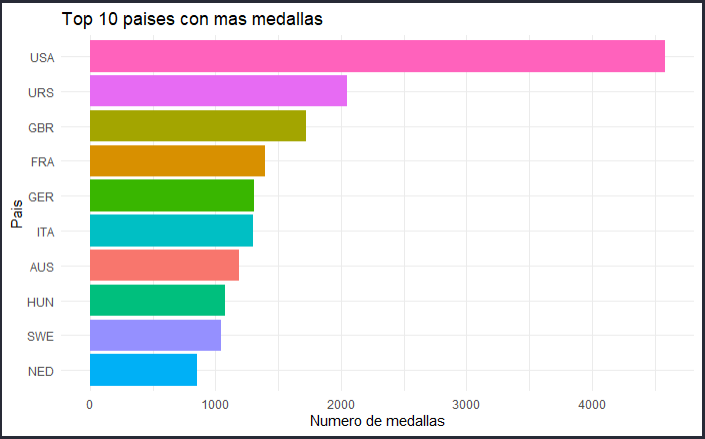 Top 10 paises con mas medallas
Pais
USA
URS
GBR
FRA
GER
ITA
AUS
HUN
SWE
NED
0 1000 2000 3000 4000
Numero de medallas